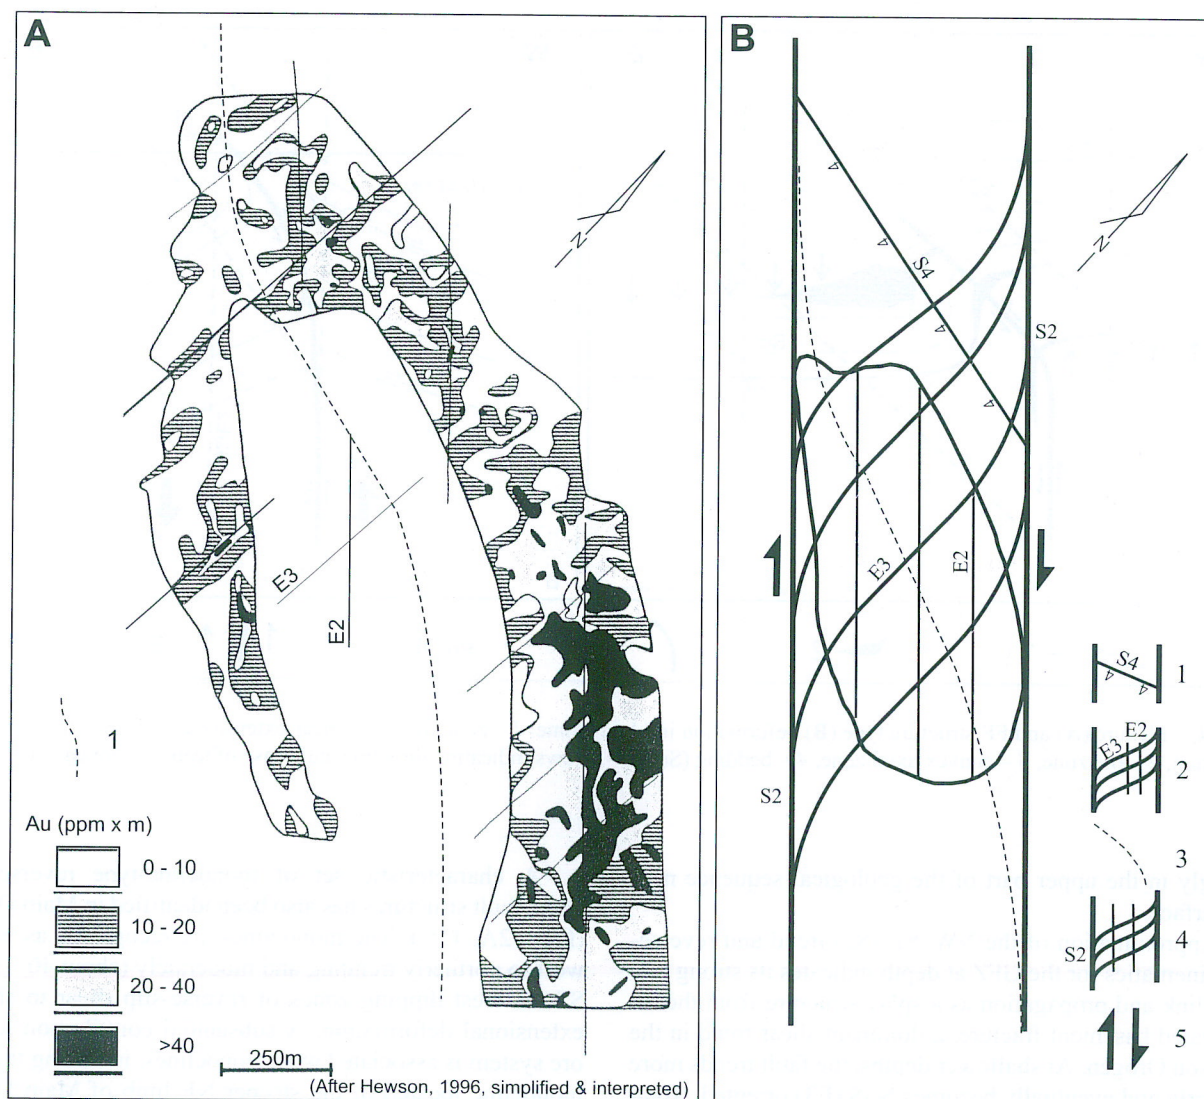 A
N
E3
E2
1
Au (ppm x m)
0 - 10
10 - 20
20 - 40
>40
250m
(After Hewson, 1996, simplified & interpreted)
B
N
S4
S2
E3
E2
S2
S4
1
E3
E2
2
3
S2
4
5